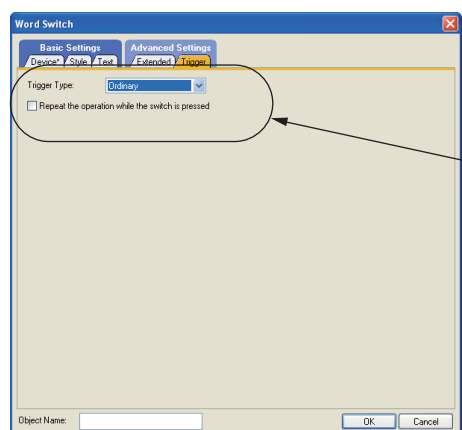 Word Switch
Basic Settings Advanced Settings
Device* Style Text Extended Trigger
Trigger Type: Ordinary
Repeat the operation while the switch is pressed
Object Name: OK Cancel